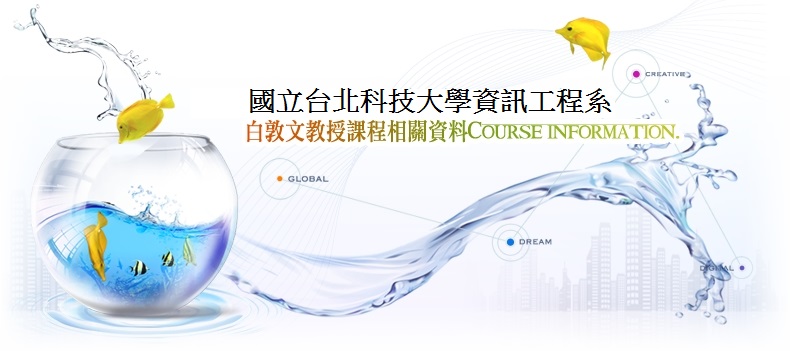 CREATIVE
國立台北科技大學資訊工程系
白敦文教授課程相關資料COURSE INFORMATION.
GLOBAL
DREAM
DIGITAL